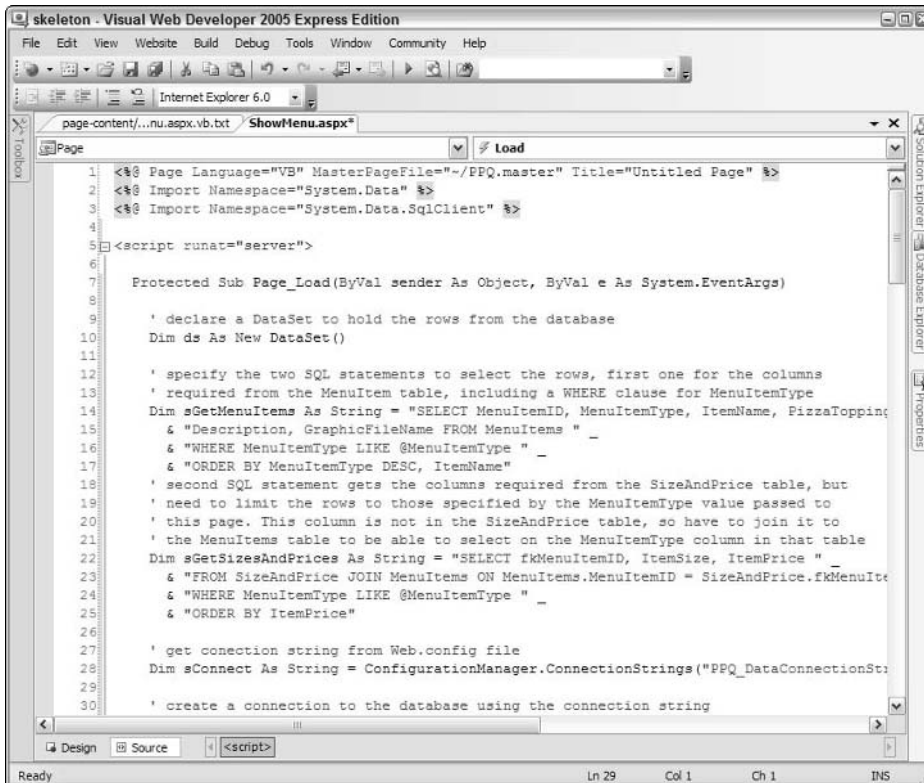 skeleton - Visual Web Developer 2005 Express Edition
File Edit View Website Build Debug Tools Window Community Help
Internet Explorer 6.0
page-content/...nu.aspx.vb.txt ShowMenu.aspx*
Page Load
Toolbox
Solution Explorer
Database Explorer
Properties
1 <%@ Page Language="VB" MasterPageFile="~/PPQ.master" Title="Untitled Page" %>
2 <%@ Import Namespace="System.Data" %>
3 <%@ Import Namespace="System.Data.SqlClient" %>
4
5 <script runat="server">
6
7 Protected Sub Page_Load(ByVal sender As Object, ByVal e As System.EventArgs)
8
9 ' declare a DataSet to hold the rows from the database
10 Dim ds As New DataSet()
11
12 ' specify the two SQL statements to select the rows, first one for the columns
13 ' required from the MenuItem table, including a WHERE clause for MenuItemType
14 Dim sGetMenuItems As String = "SELECT MenuItemID, MenuItemType, ItemName, PizzaTopping
15 & "Description, GraphicFileName FROM MenuItems " _
16 & "WHERE MenuItemType LIKE @MenuItemType " _
17 & "ORDER BY MenuItemType DESC, ItemName"
18 ' second SQL statement gets the columns required from the SizeAndPrice table, but
19 ' need to limit the rows to those specified by the MenuItemType value passed to
20 ' this page. This column is not in the SizeAndPrice table, so have to join it to
21 ' the MenuItems table to be able to select on the MenuItemType column in that table
22 Dim sGetSizesAndPrices As String = "SELECT fkMenuItemID, ItemSize, ItemPrice " _
23 & "FROM SizeAndPrice JOIN MenuItems ON MenuItems.MenuItemID = SizeAndPrice.fkMenuIte
24 & "WHERE MenuItemType LIKE @MenuItemType " _
25 & "ORDER BY ItemPrice"
26
27 ' get conection string from Web.config file
28 Dim sConnect As String = ConfigurationManager.ConnectionStrings("PPQ_DataConnectionStr
29
30 ' create a connection to the database using the connection string
Design Source <script>
Ready Ln 29 Col 1 Ch 1 INS